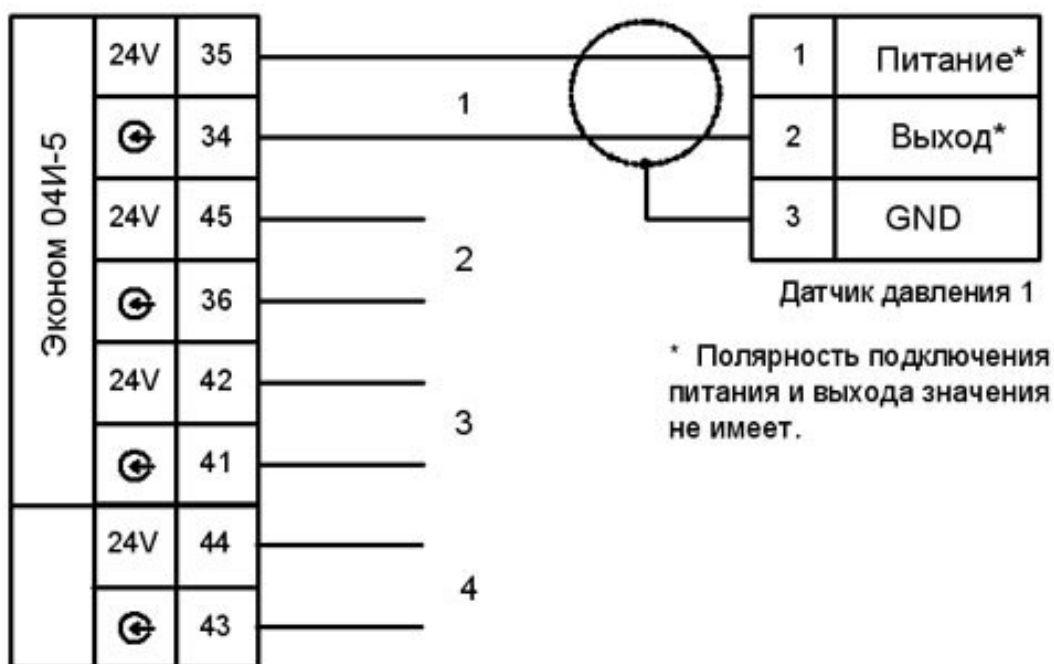 Эконом 04И-5
24V 35
34
24V 45
36
24V 42
41
24V 44
43
1
2
3
4
1 Питание*
2 Выход*
3 GND
Датчик давления 1
* Полярность подключения
питания и выхода значения
не имеет.